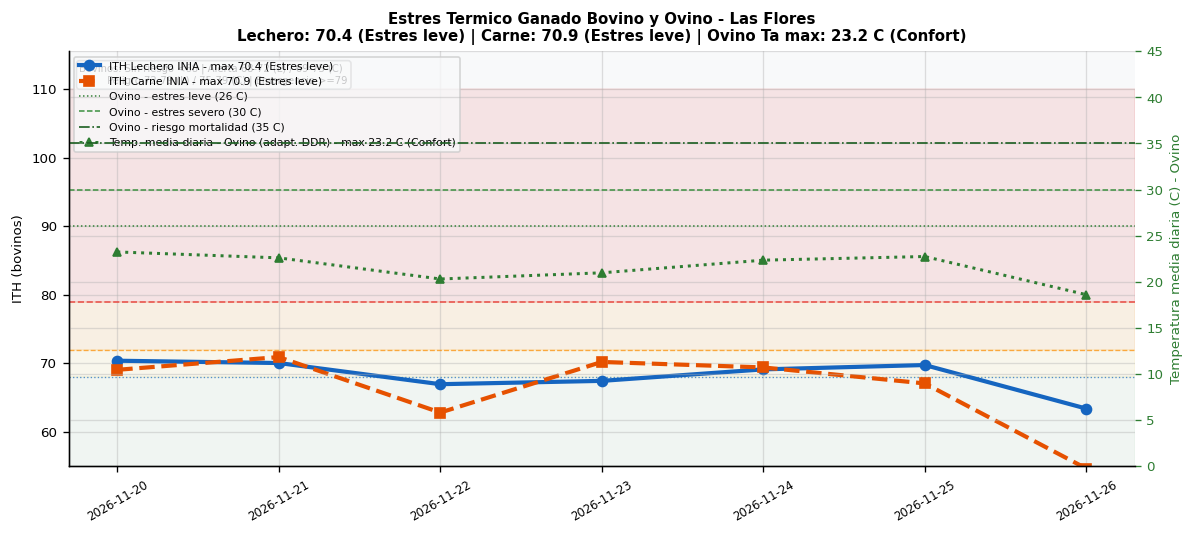 Estres Termico Ganado Bovino y Ovino - Las Flores
Lechero: 70.4 (Estres leve) | Carne: 70.9 (Estres leve) | Ovino Ta max: 23.2 C (Confort)
ITH Lechero INIA - max 70.4 (Estres leve)
ITH Carne INIA - max 70.9 (Estres leve)
Ovino - estres leve (26 C)
Ovino - estres severo (30 C)
Ovino - riesgo mortalidad (35 C)
Temp. media diaria - Ovino (adapt. DDR) - max 23.2 C (Confort)
ITH (bovinos)
110
100
90
80
70
60
45
40
35
30
25
20
15
10
5
0
Temperatura media diaria (C) - Ovino
2026-11-20
2026-11-21
2026-11-22
2026-11-23
2026-11-24
2026-11-25
2026-11-26